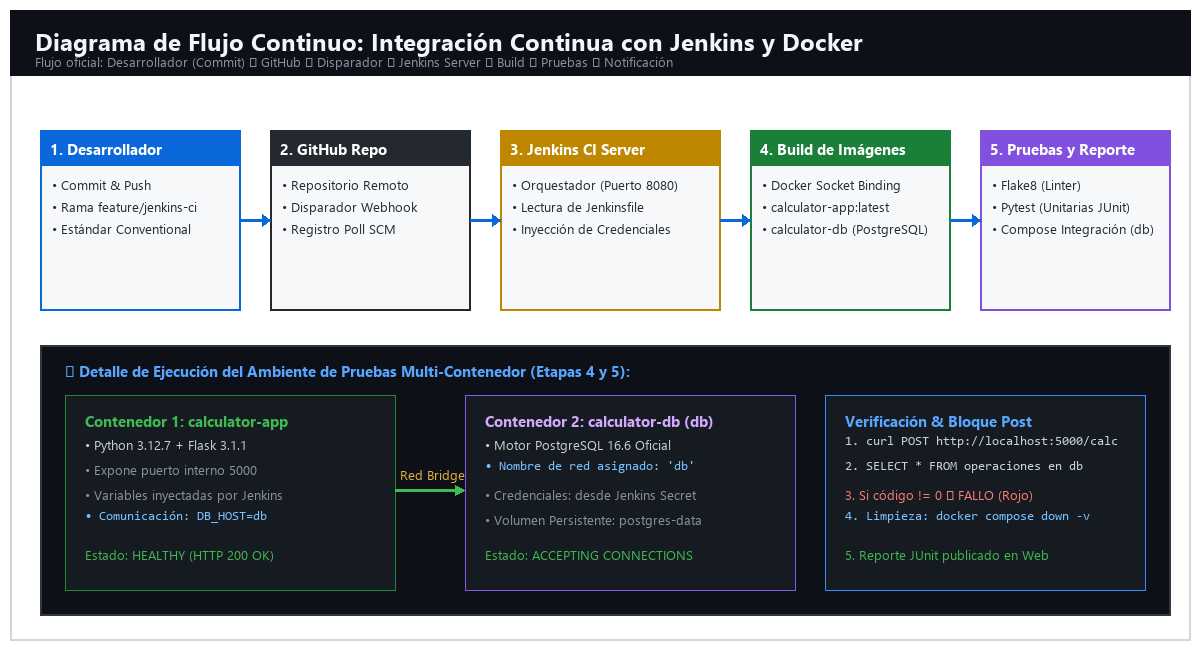 Diagrama de Flujo Continuo: Integración Continua con Jenkins y Docker
Flujo oficial: Desarrollador (Commit) ▯ GitHub ▯ Disparador ▯ Jenkins Server ▯ Build ▯ Pruebas ▯ Notificación
1. Desarrollador
• Commit & Push
• Rama feature/jenkins-ci
• Estándar Conventional
2. GitHub Repo
• Repositorio Remoto
• Disparador Webhook
• Registro Poll SCM
3. Jenkins CI Server
• Orquestador (Puerto 8080)
• Lectura de Jenkinsfile
• Inyección de Credenciales
4. Build de Imágenes
• Docker Socket Binding
• calculator-app:latest
• calculator-db (PostgreSQL)
5. Pruebas y Reporte
• Flake8 (Linter)
• Pytest (Unitarias JUnit)
• Compose Integración (db)
▯ Detalle de Ejecución del Ambiente de Pruebas Multi-Contenedor (Etapas 4 y 5):
Contenedor 1: calculator-app
• Python 3.12.7 + Flask 3.1.1
• Expone puerto interno 5000
• Variables inyectadas por Jenkins
• Comunicación: DB_HOST=db
Estado: HEALTHY (HTTP 200 OK)
Red Bridge
Contenedor 2: calculator-db (db)
• Motor PostgreSQL 16.6 Oficial
• Nombre de red asignado: 'db'
• Credenciales: desde Jenkins Secret
• Volumen Persistente: postgres-data
Estado: ACCEPTING CONNECTIONS
Verificación & Bloque Post
1. curl POST http://localhost:5000/calc
2. SELECT * FROM operaciones en db
3. Si código != 0 ▯ FALLO (Rojo)
4. Limpieza: docker compose down -v
5. Reporte JUnit publicado en Web